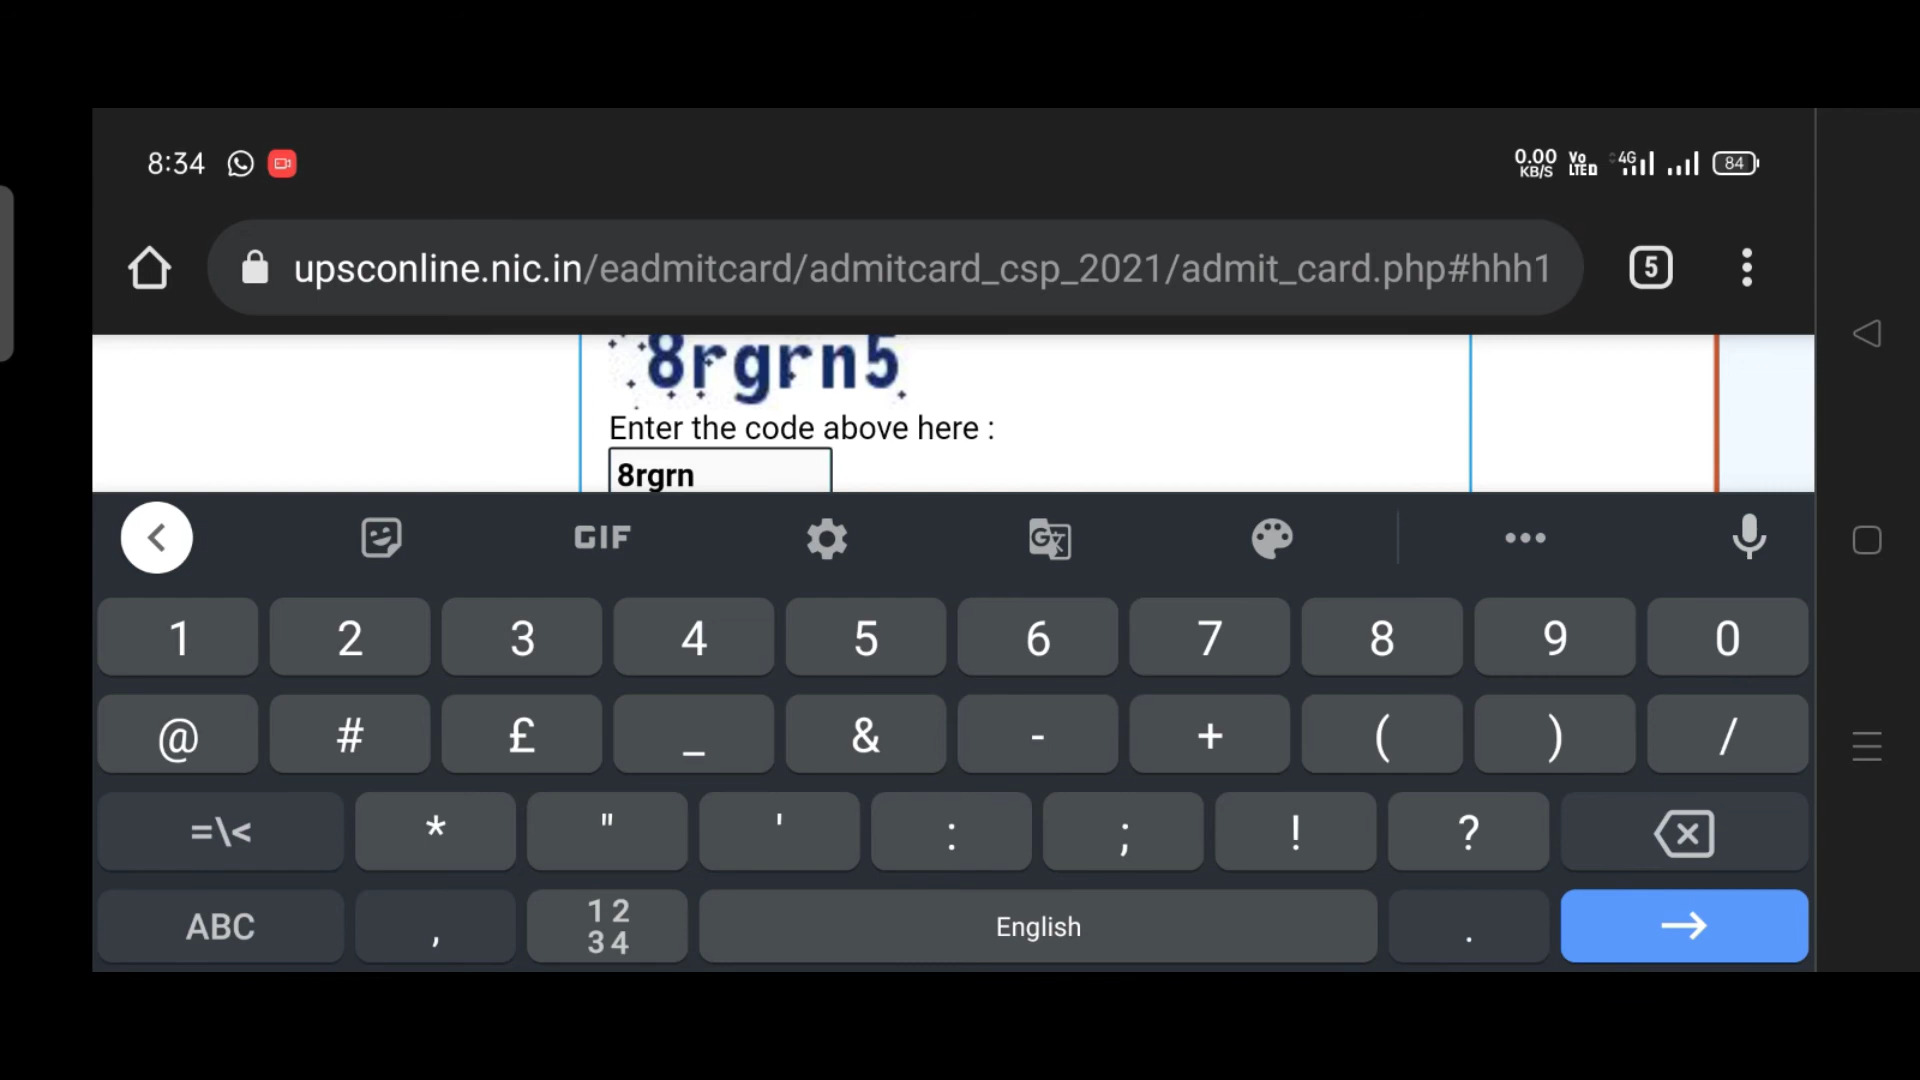 8:34
0.00 KB/S Vo LTE 4G 84
upsconline.nic.in/eadmitcard/admitcard_csp_2021/admit_card.php#hhh1 5
8rgrn5
Enter the code above here :
8rgrn
GIF
1 2 3 4 5 6 7 8 9 0
@ # £ _ & - + ( ) /
=\< * " ' : ; ! ?
ABC , 1 2 3 4 English .